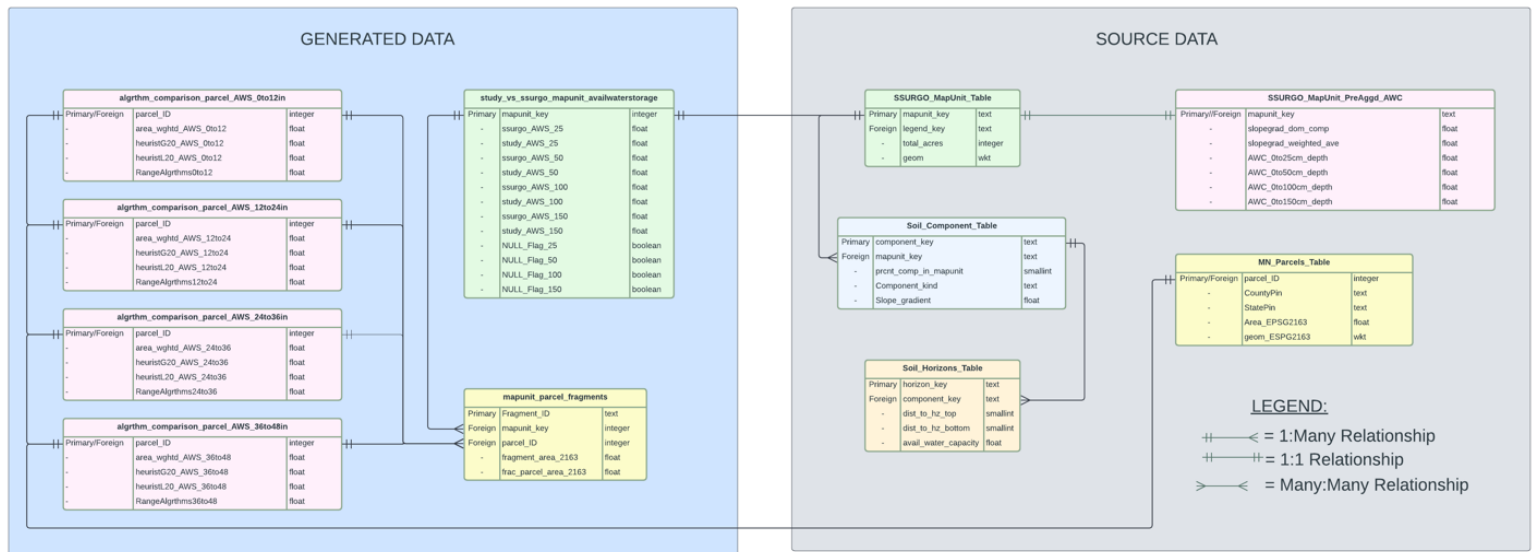 GENERATED DATA
algrthm_comparison_parcel_AWS_0to12in
Primary/Foreign parcel_ID integer
- area_wghtd_AWS_0to12 float
- heuristG20_AWS_0to12 float
- heuristL20_AWS_0to12 float
- RangeAlgrthms0to12 float
algrthm_comparison_parcel_AWS_12to24in
Primary/Foreign parcel_ID integer
- area_wghtd_AWS_12to24 float
- heuristG20_AWS_12to24 float
- heuristL20_AWS_12to24 float
- RangeAlgrthms12to24 float
algrthm_comparison_parcel_AWS_24to36in
Primary/Foreign parcel_ID integer
- area_wghtd_AWS_24to36 float
- heuristG20_AWS_24to36 float
- heuristL20_AWS_24to36 float
- RangeAlgrthms24to36 float
algrthm_comparison_parcel_AWS_36to48in
Primary/Foreign parcel_ID integer
- area_wghtd_AWS_36to48 float
- heuristG20_AWS_36to48 float
- heuristL20_AWS_36to48 float
- RangeAlgrthms36to48 float
study_vs_ssurgo_mapunit_availwaterstorage
Primary mapunit_key integer
- ssurgo_AWS_25 float
- study_AWS_25 float
- ssurgo_AWS_50 float
- study_AWS_50 float
- ssurgo_AWS_100 float
- study_AWS_100 float
- ssurgo_AWS_150 float
- study_AWS_150 float
- NULL_Flag_25 boolean
- NULL_Flag_50 boolean
- NULL_Flag_100 boolean
- NULL_Flag_150 boolean
mapunit_parcel_fragments
Primary Fragment_ID text
Foreign mapunit_key integer
Foreign parcel_ID integer
- fragment_area_2163 float
- frac_parcel_area_2163 float
SOURCE DATA
SSURGO_MapUnit_Table
Primary mapunit_key text
Foreign legend_key text
- total_acres integer
- geom wkt
Soil_Component_Table
Primary component_key text
Foreign mapunit_key text
- prcnt_comp_in_mapunit smallint
- Component_kind text
- Slope_gradient float
Soil_Horizons_Table
Primary horizon_key text
Foreign component_key text
- dist_to_hz_top smallint
- dist_to_hz_bottom smallint
- avail_water_capacity float
SSURGO_MapUnit_PreAggd_AWC
Primary//Foreign mapunit_key text
- slopegrad_dom_comp float
- slopegrad_weighted_ave float
- AWC_0to25cm_depth float
- AWC_0to50cm_depth float
- AWC_0to100cm_depth float
- AWC_0to150cm_depth float
MN_Parcels_Table
Primary/Foreign parcel_ID integer
- CountyPin text
- StatePin text
- Area_EPSG2163 float
- geom_ESPG2163 wkt
LEGEND:
= 1:Many Relationship
= 1:1 Relationship
= Many:Many Relationship